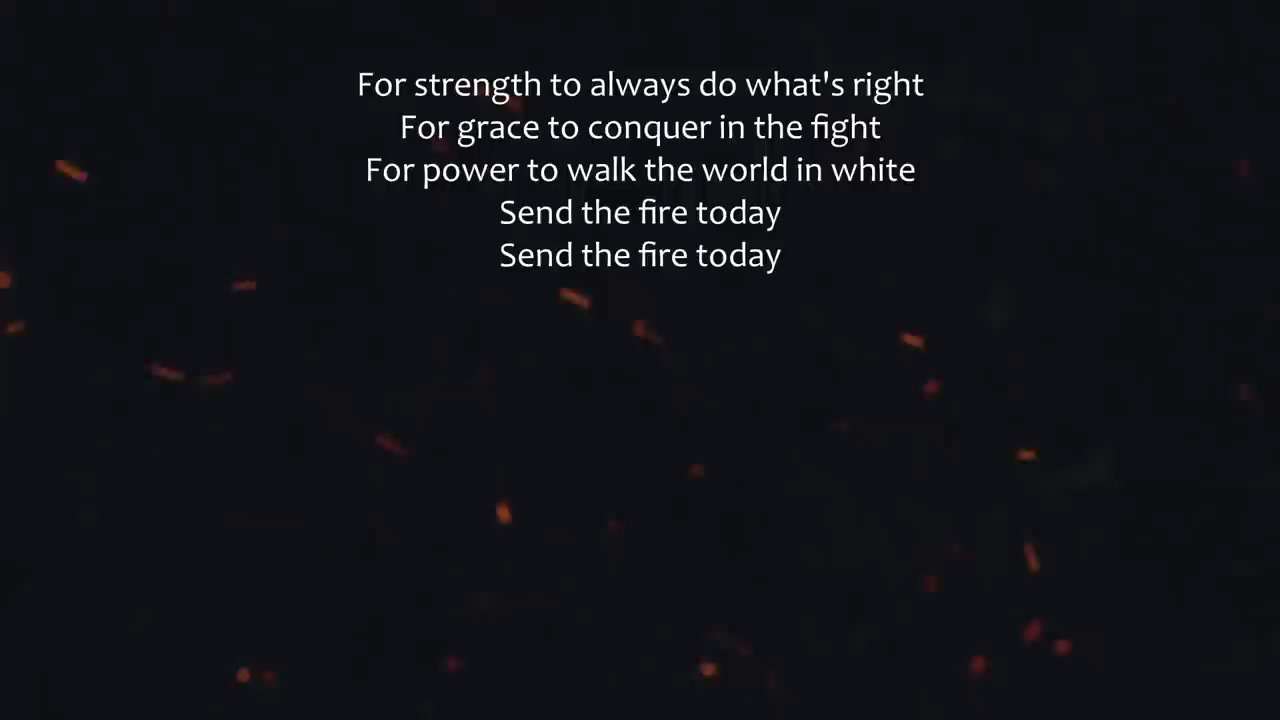 For strength to always do what's right
For grace to conquer in the fight
For power to walk the world in white
Send the fire today
Send the fire today